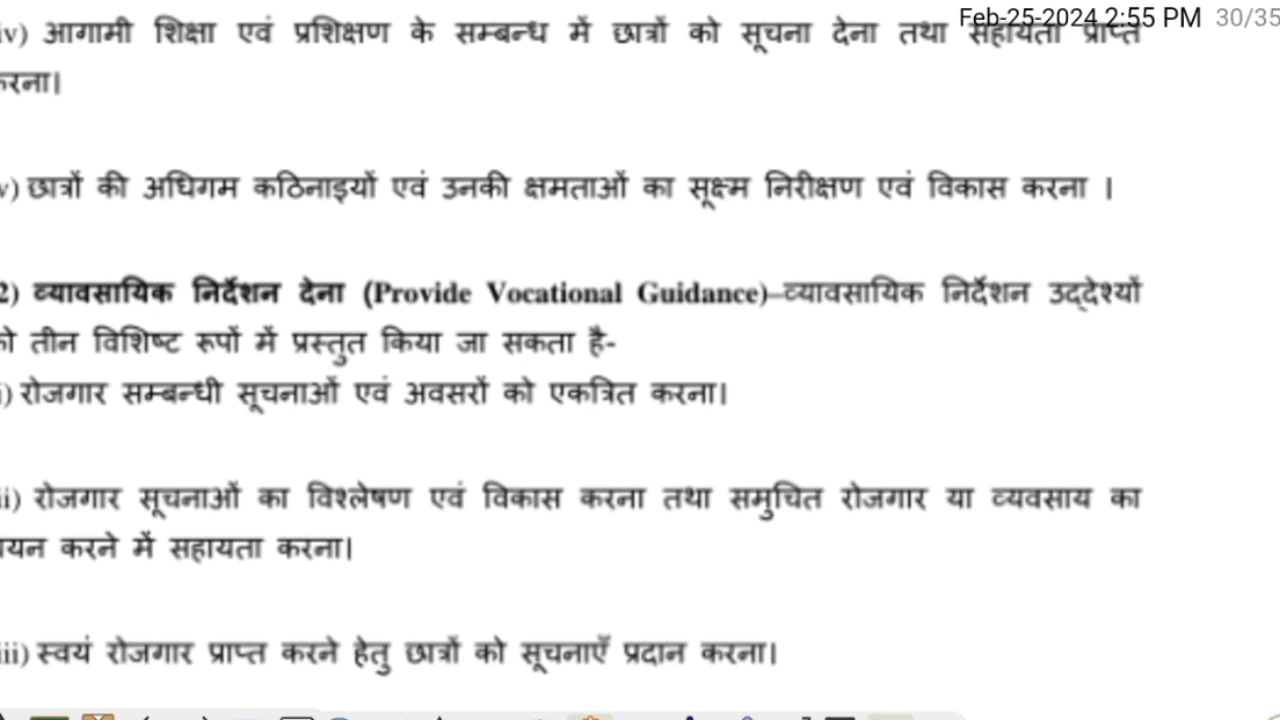 Feb-25-2024 2:55 PM 30/35
iv) आगामी शिक्षा एवं प्रशिक्षण के सम्बन्ध में छात्रों को सूचना देना तथा सहायता प्राप्त
करना।
v) छात्रों की अधिगम कठिनाइयों एवं उनकी क्षमताओं का सूक्ष्म निरीक्षण एवं विकास करना ।
2) व्यावसायिक निर्देशन देना (Provide Vocational Guidance)–व्यावसायिक निर्देशन उद्देश्यों
को तीन विशिष्ट रूपों में प्रस्तुत किया जा सकता है-
i) रोजगार सम्बन्धी सूचनाओं एवं अवसरों को एकत्रित करना।
ii) रोजगार सूचनाओं का विश्लेषण एवं विकास करना तथा समुचित रोजगार या व्यवसाय का
चयन करने में सहायता करना।
iii) स्वयं रोजगार प्राप्त करने हेतु छात्रों को सूचनाएँ प्रदान करना।